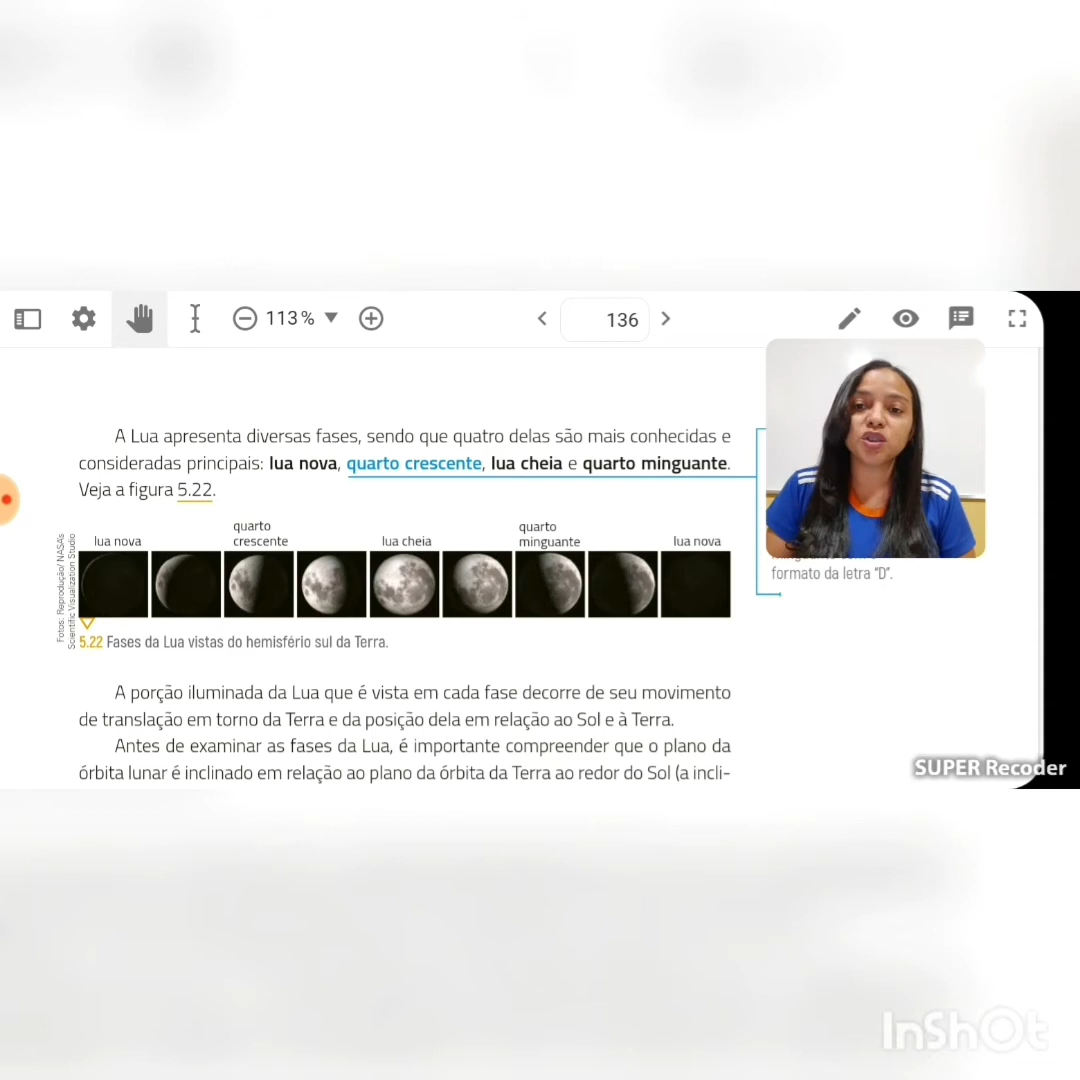 113%
136
A Lua apresenta diversas fases, sendo que quatro delas são mais conhecidas e
consideradas principais: lua nova, quarto crescente, lua cheia e quarto minguante.
Veja a figura 5.22.
lua nova
quarto
crescente
lua cheia
quarto
minguante
lua nova
Fotos: Reprodução/ NASA's
Scientific Visualization Studio
formato da letra "D".
5.22 Fases da Lua vistas do hemisfério sul da Terra.
A porção iluminada da Lua que é vista em cada fase decorre de seu movimento
de translação em torno da Terra e da posição dela em relação ao Sol e à Terra.
Antes de examinar as fases da Lua, é importante compreender que o plano da
órbita lunar é inclinado em relação ao plano da órbita da Terra ao redor do Sol (a incli-
SUPER Recoder
InShOt